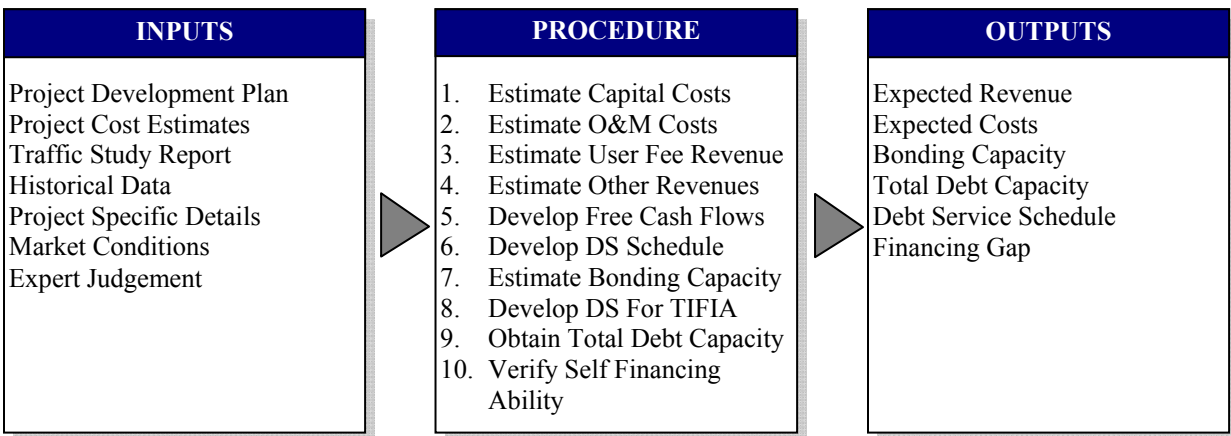 INPUTS
Project Development Plan
Project Cost Estimates
Traffic Study Report
Historical Data
Project Specific Details
Market Conditions
Expert Judgement
PROCEDURE
1. Estimate Capital Costs
2. Estimate O&M Costs
3. Estimate User Fee Revenue
4. Estimate Other Revenues
5. Develop Free Cash Flows
6. Develop DS Schedule
7. Estimate Bonding Capacity
8. Develop DS For TIFIA
9. Obtain Total Debt Capacity
10. Verify Self Financing
Ability
OUTPUTS
Expected Revenue
Expected Costs
Bonding Capacity
Total Debt Capacity
Debt Service Schedule
Financing Gap